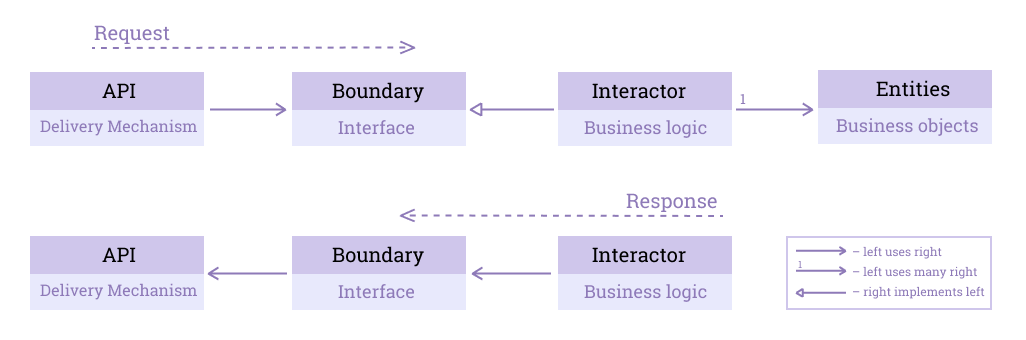 Request
API
Delivery Mechanism
Boundary
Interface
Interactor
Business logic
1
Entities
Business objects
Response
API
Delivery Mechanism
Boundary
Interface
Interactor
Business logic
– left uses right
1
– left uses many right
– right implements left